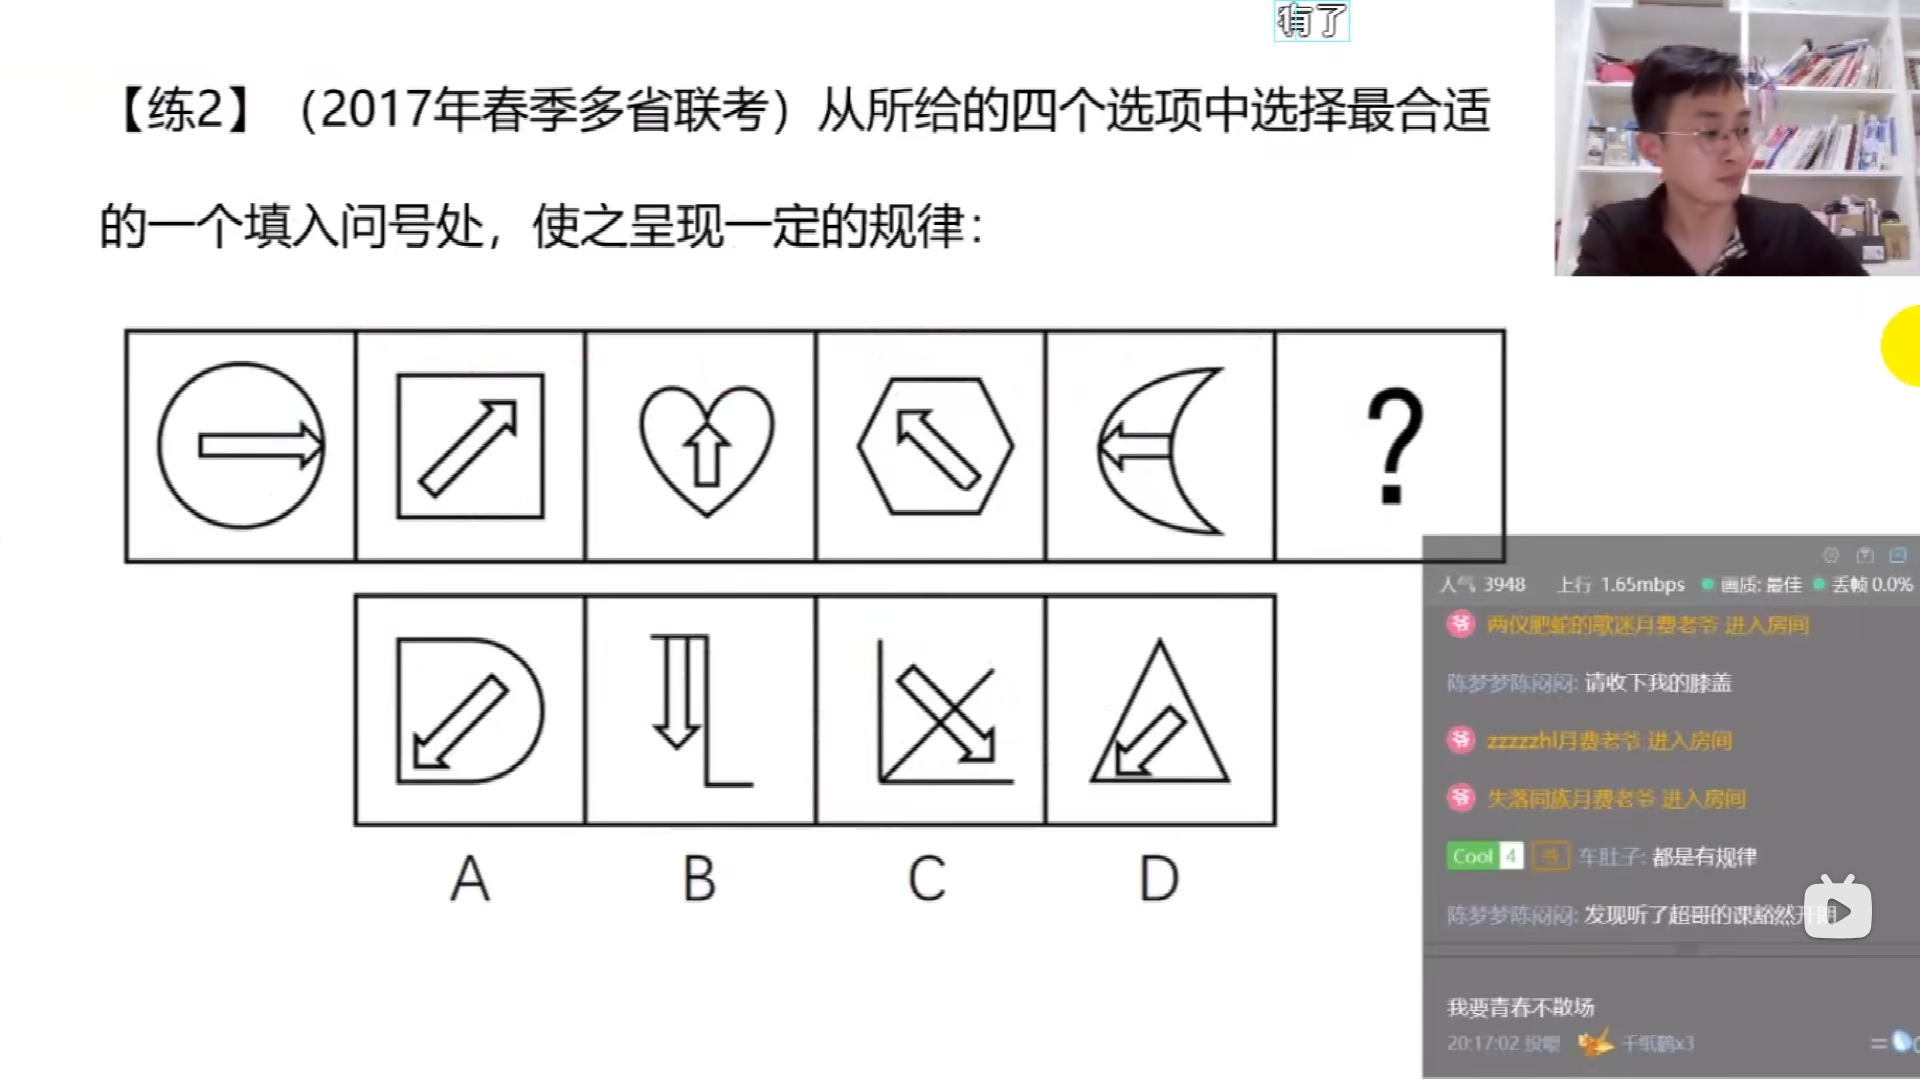 有了
【练2】（2017年春季多省联考）从所给的四个选项中选择最合适
的一个填入问号处，使之呈现一定的规律：
?
A B C D
人气 3948 上行 1.65mbps 画质: 最佳 丢帧 0.0%
爷 两仪肥蛇的歌迷月费老爷 进入房间
陈梦梦陈闷闷: 请收下我的膝盖
爷 zzzzzhl月费老爷 进入房间
爷 失落同族月费老爷 进入房间
Cool 4 车肚子: 都是有规律
陈梦梦陈闷闷: 发现听了超哥的课豁然开朗
我要青春不散场
20:17:02 投喂 千纸鹤x3